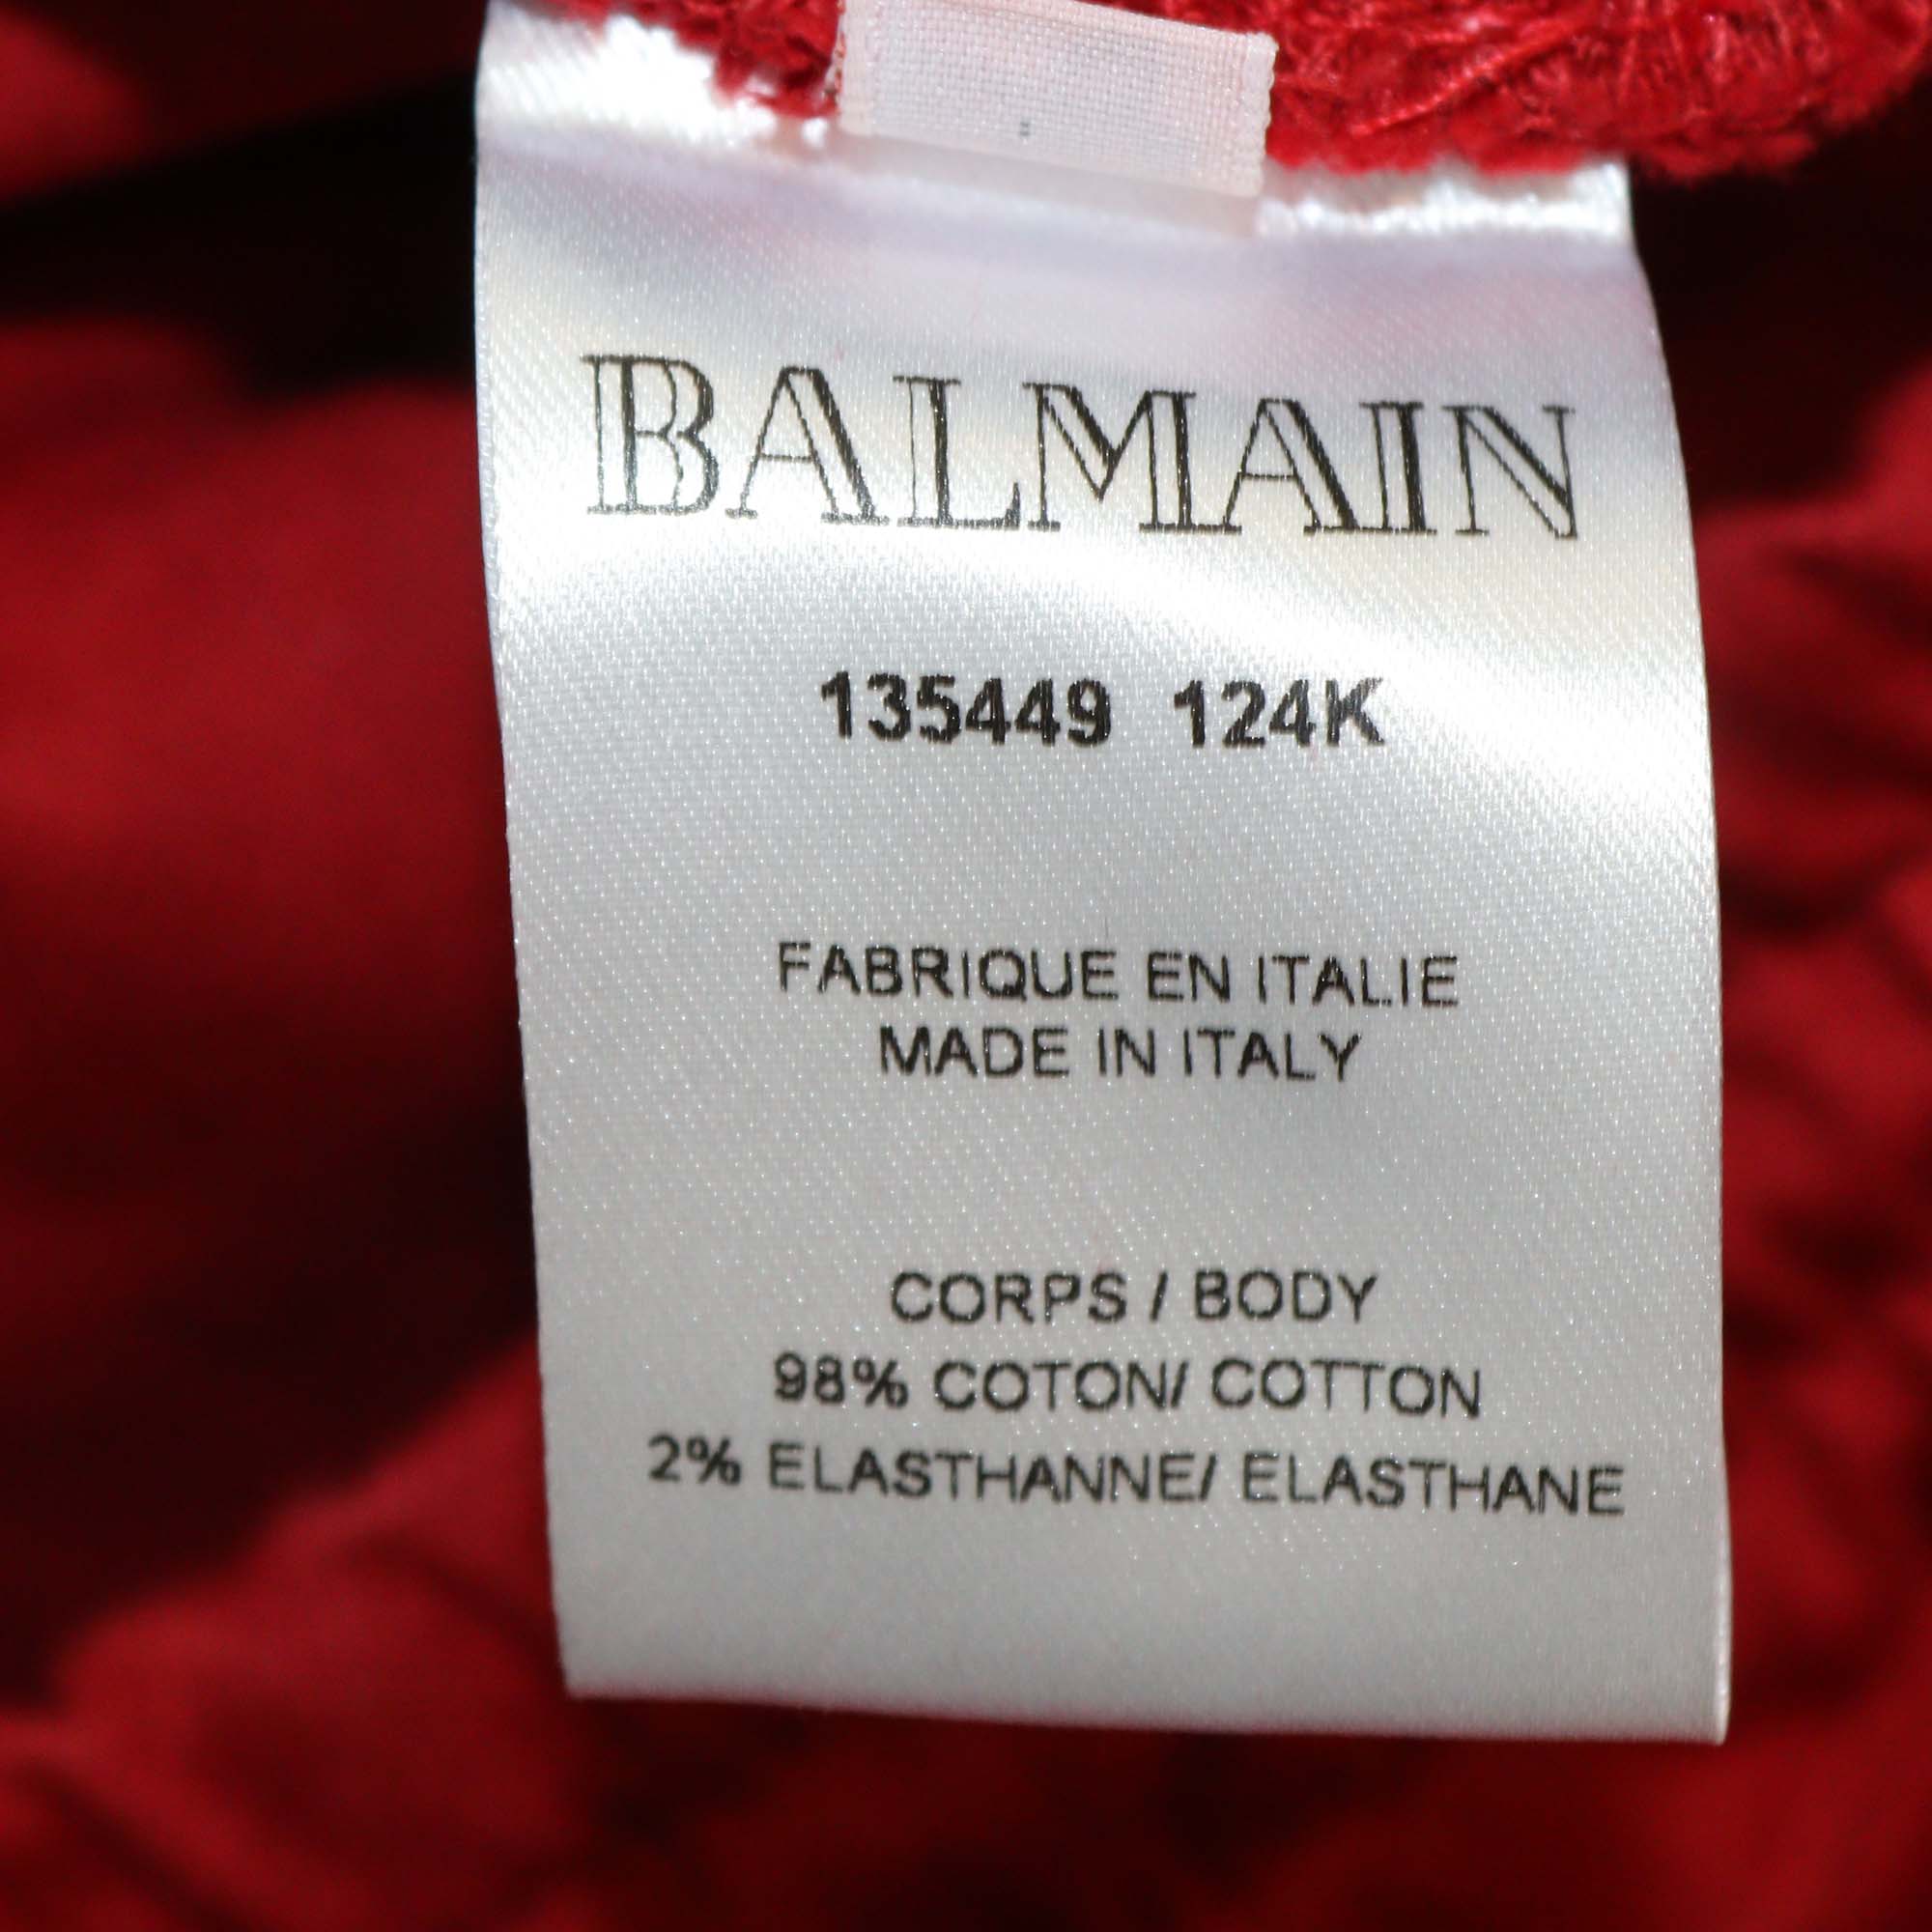 BALMAIN
135449 124K
FABRIQUE EN ITALIE
MADE IN ITALY
CORPS / BODY
98% COTON/ COTTON
2% ELASTHANNE/ ELASTHANE